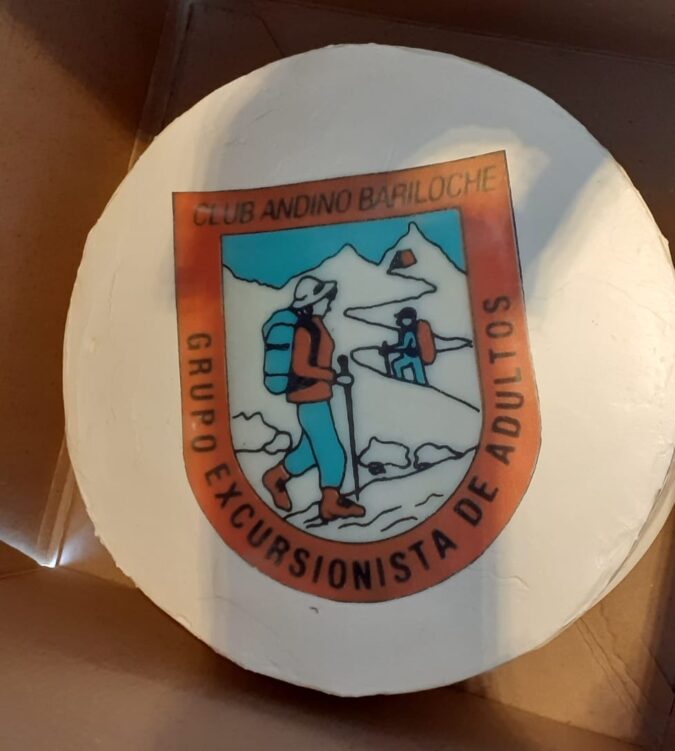 CLUB ANDINO BARILOCHE
GRUPO EXCURSIONISTA DE ADULTOS